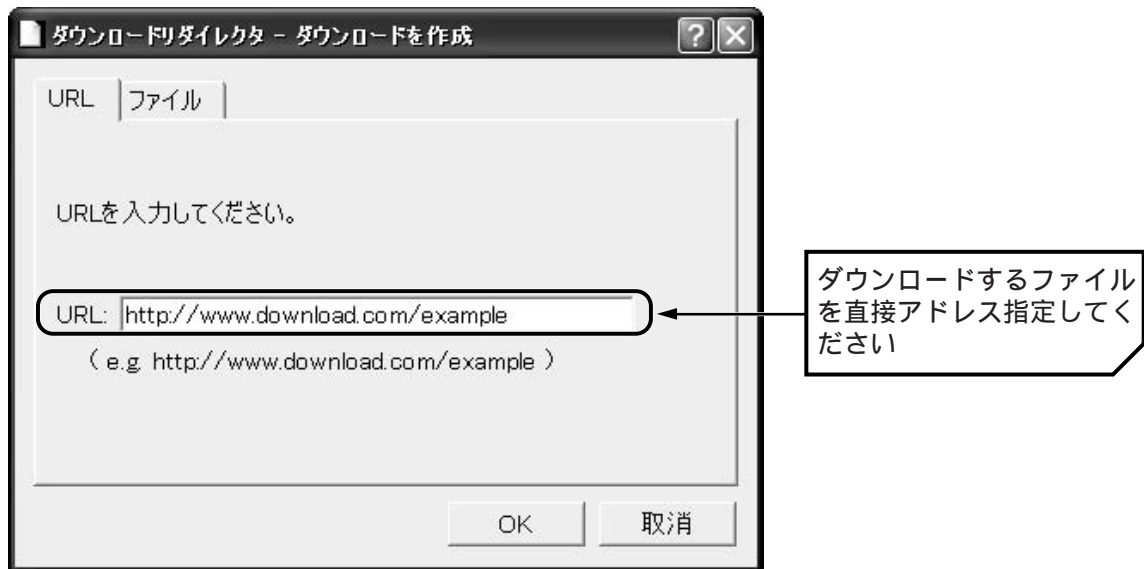 ダウンロードリダイレクタ - ダウンロードを作成
URL ファイル
URLを入力してください。
URL: http://www.download.com/example
( e.g. http://www.download.com/example )
OK 取消
ダウンロードするファイル
を直接アドレス指定してく
ださい